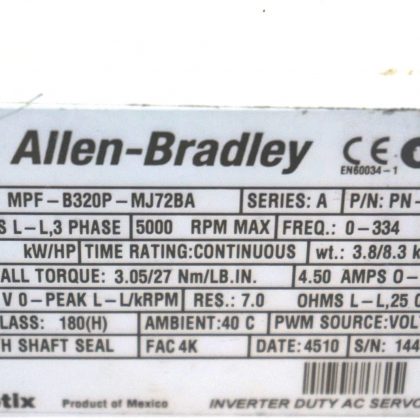 Allen-Bradley CE
EN60034-1
MPF-B320P-MJ72BA SERIES: A P/N: PN-
S L-L,3 PHASE 5000 RPM MAX FREQ.: 0-334
kW/HP TIME RATING:CONTINUOUS wt.: 3.8/8.3 k
ALL TORQUE: 3.05/27 Nm/LB.IN. 4.50 AMPS 0-
V 0-PEAK L-L/kRPM RES.: 7.0 OHMS L-L,25
LASS: 180(H) AMBIENT:40 C PWM SOURCE:VOL
H SHAFT SEAL FAC 4K DATE: 4510 S/N: 144
etix Product of Mexico INVERTER DUTY AC SERVO